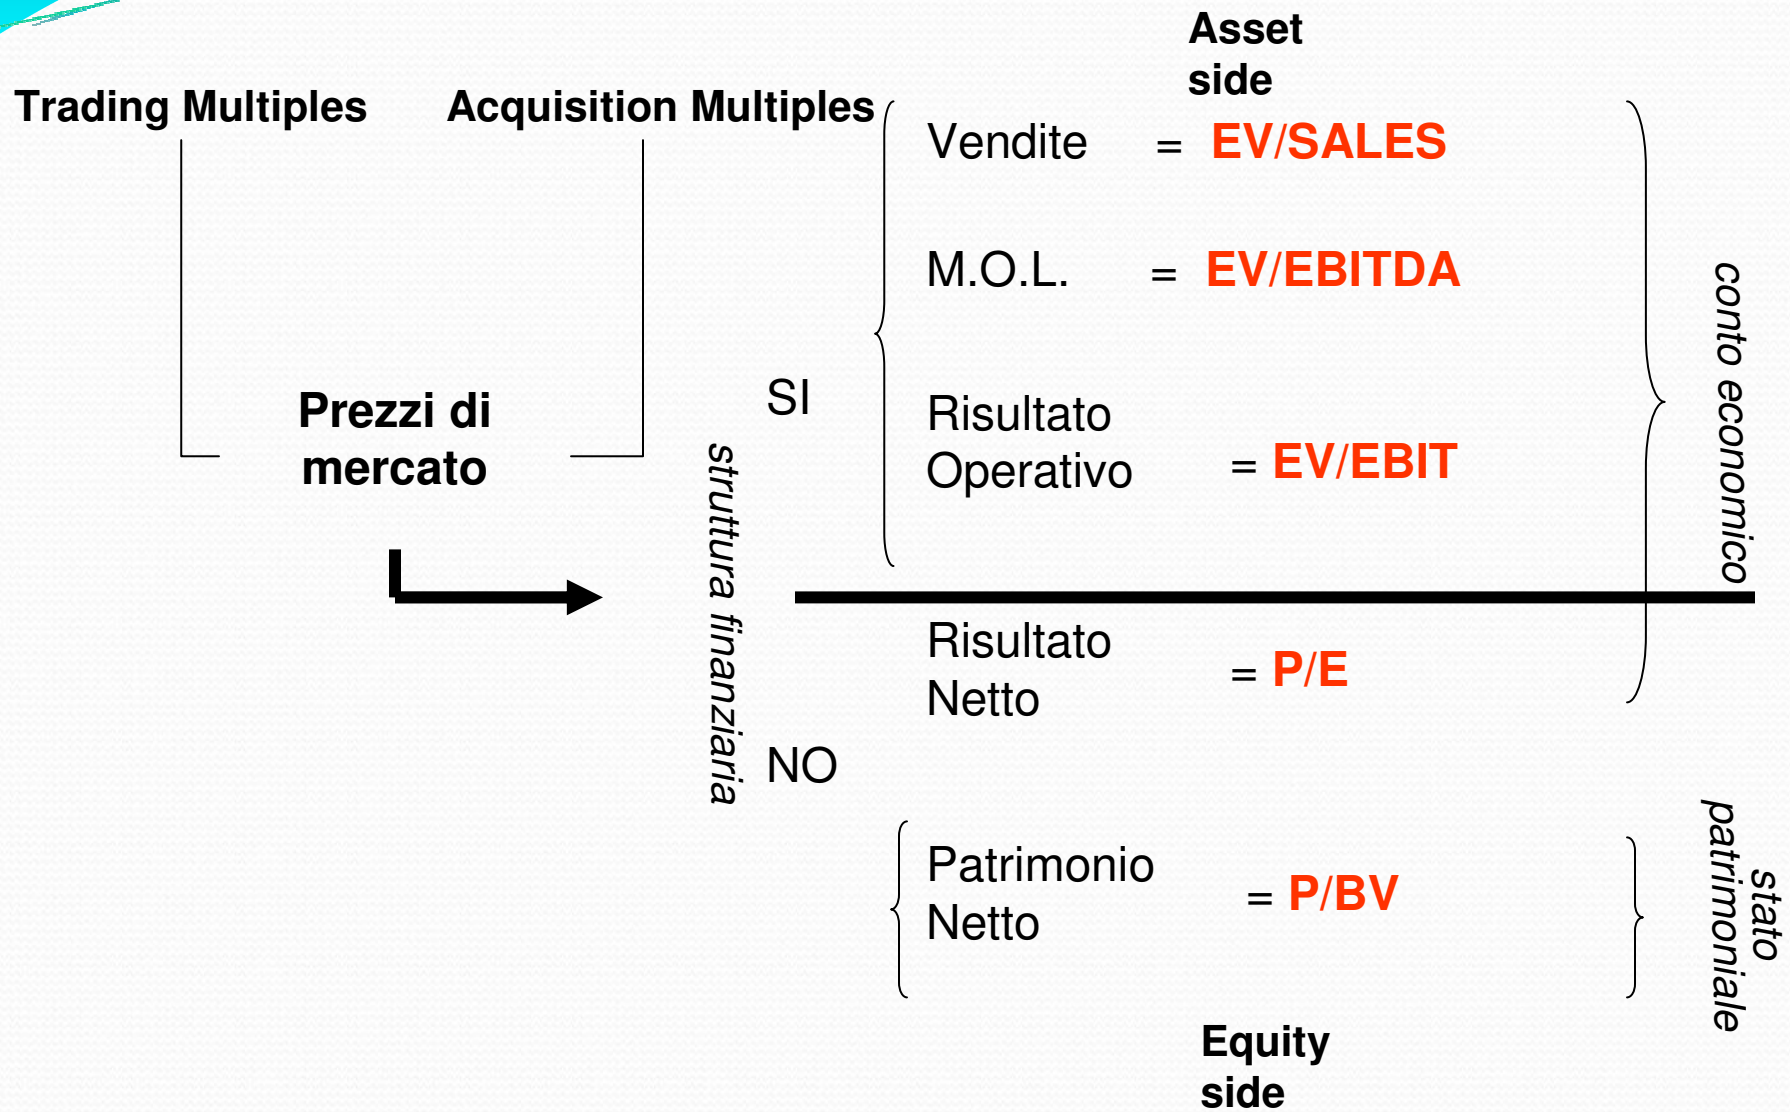 Asset
side
Trading Multiples
Acquisition Multiples
Vendite = EV/SALES
M.O.L. = EV/EBITDA
Prezzi di
mercato
SI
Risultato
Operativo = EV/EBIT
struttura finanziaria
conto economico
Risultato
Netto = P/E
NO
Patrimonio
Netto = P/BV
stato
patrimoniale
Equity
side